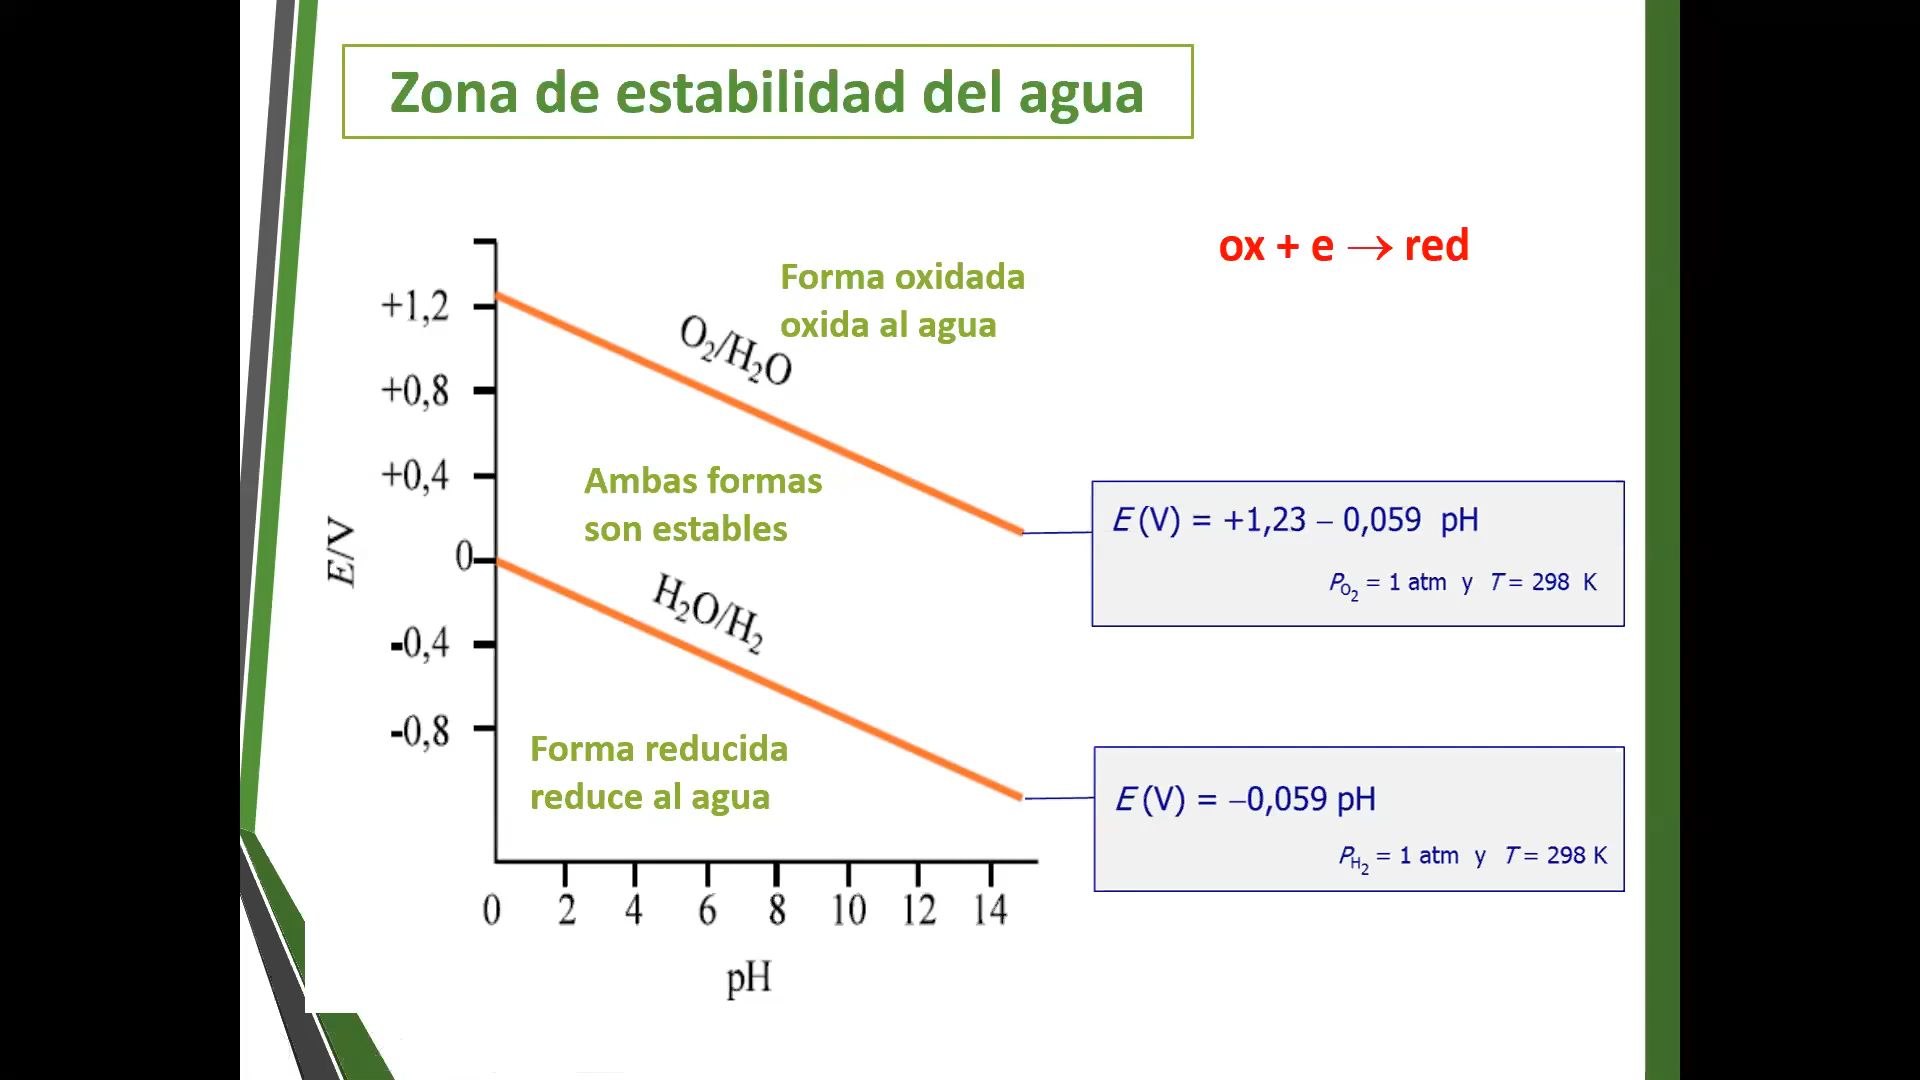 Zona de estabilidad del agua
ox + e → red
Forma oxidada
oxida al agua
O₂/H₂O
+1,2
+0,8
+0,4
0
-0,4
-0,8
E/V
Ambas formas
son estables
H₂O/H₂
Forma reducida
reduce al agua
0 2 4 6 8 10 12 14
pH
E (V) = +1,23 – 0,059 pH
P_O₂ = 1 atm y T = 298 K
E (V) = –0,059 pH
P_H₂ = 1 atm y T = 298 K